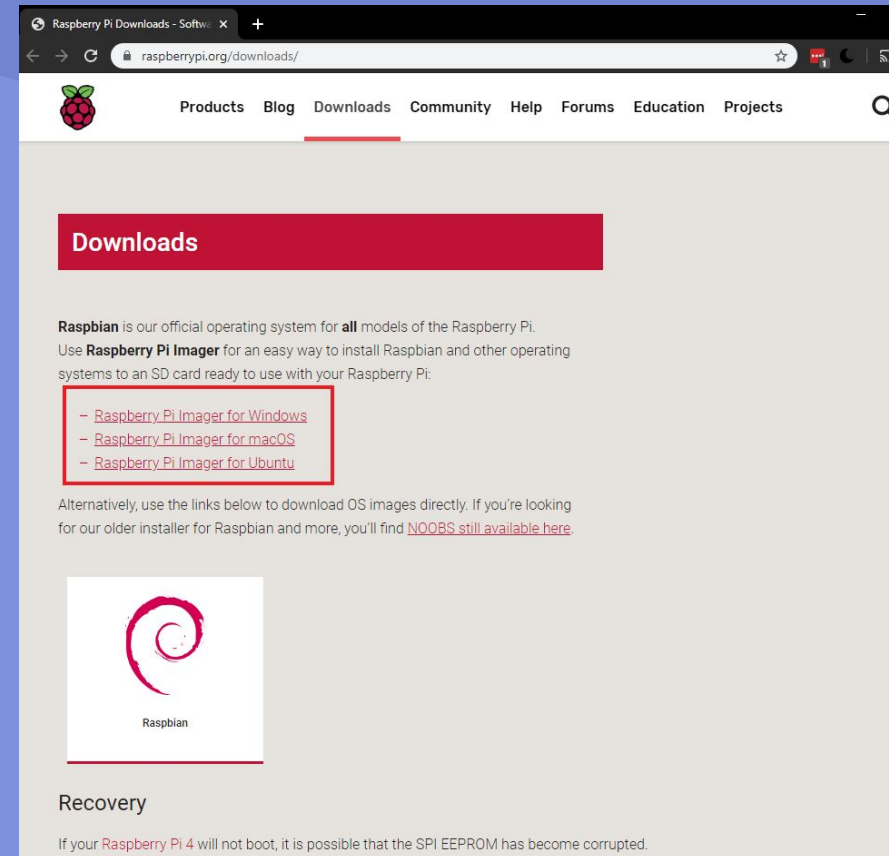 Raspberry Pi Downloads - Softwa
raspberrypi.org/downloads/
1
Products Blog Downloads Community Help Forums Education Projects
Downloads
Raspbian is our official operating system for all models of the Raspberry Pi.
Use Raspberry Pi Imager for an easy way to install Raspbian and other operating
systems to an SD card ready to use with your Raspberry Pi:
– Raspberry Pi Imager for Windows
– Raspberry Pi Imager for macOS
– Raspberry Pi Imager for Ubuntu
Alternatively, use the links below to download OS images directly. If you're looking
for our older installer for Raspbian and more, you'll find NOOBS still available here.
Raspbian
Recovery
If your Raspberry Pi 4 will not boot, it is possible that the SPI EEPROM has become corrupted.